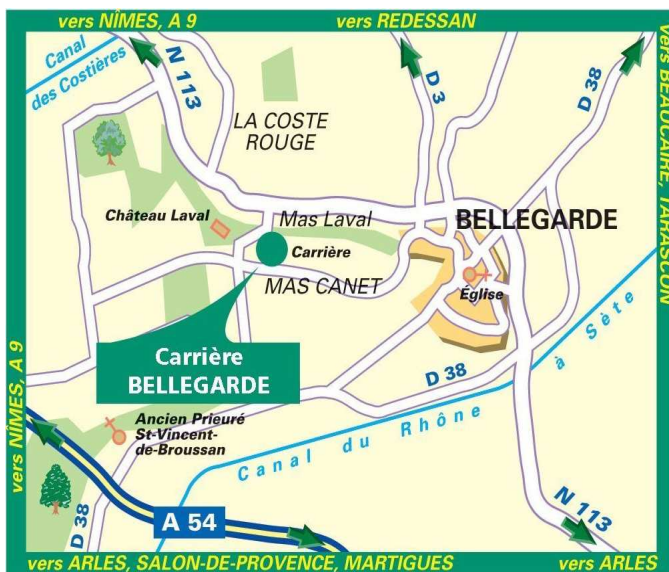 vers NÎMES, A 9
vers REDESSAN
Canal
des Costières
N 113
D 3
D 38
vers BEAUCAIRE, TARASCON
LA COSTE
ROUGE
Château Laval
Mas Laval
BELLEGARDE
Carrière
Église
MAS CANET
Carrière
BELLEGARDE
D 38
Canal du Rhône à Sète
vers NÎMES, A 9
Ancien Prieuré
St-Vincent-
de-Broussan
D 38
A 54
N 113
vers ARLES, SALON-DE-PROVENCE, MARTIGUES
vers ARLES